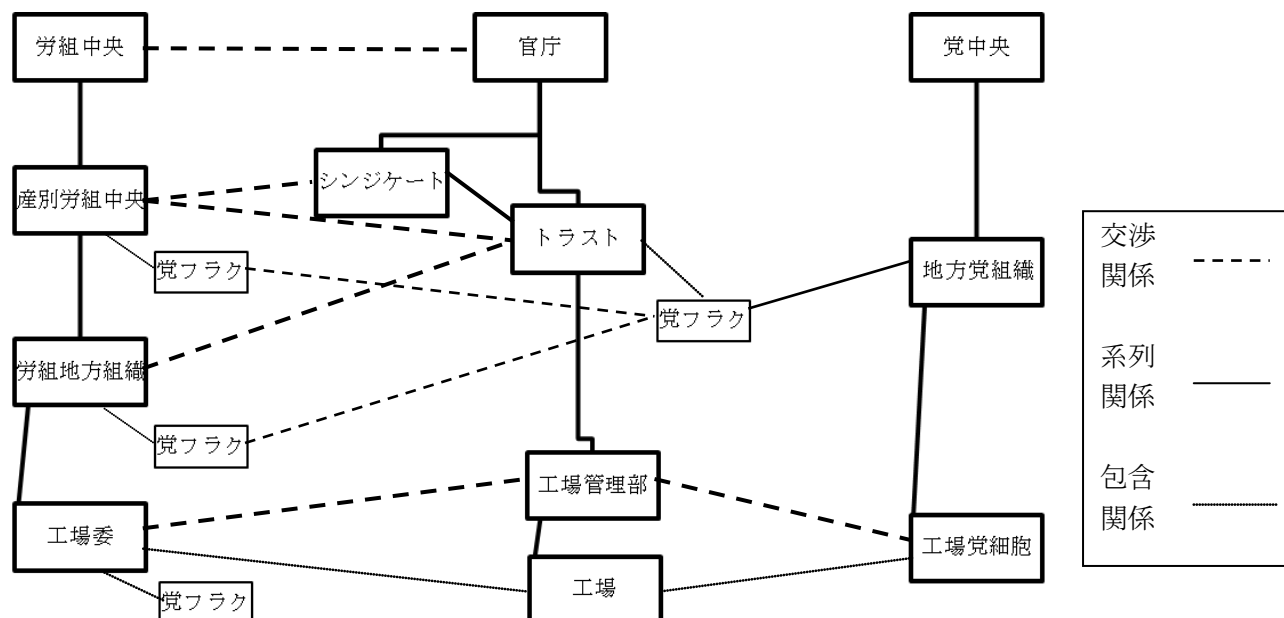 労組中央
官庁
党中央
シンジケート
産別労組中央
トラスト
党フラク
地方党組織
党フラク
労組地方組織
党フラク
工場管理部
工場委
工場党細胞
工場
党フラク
交渉
関係
系列
関係
包含
関係